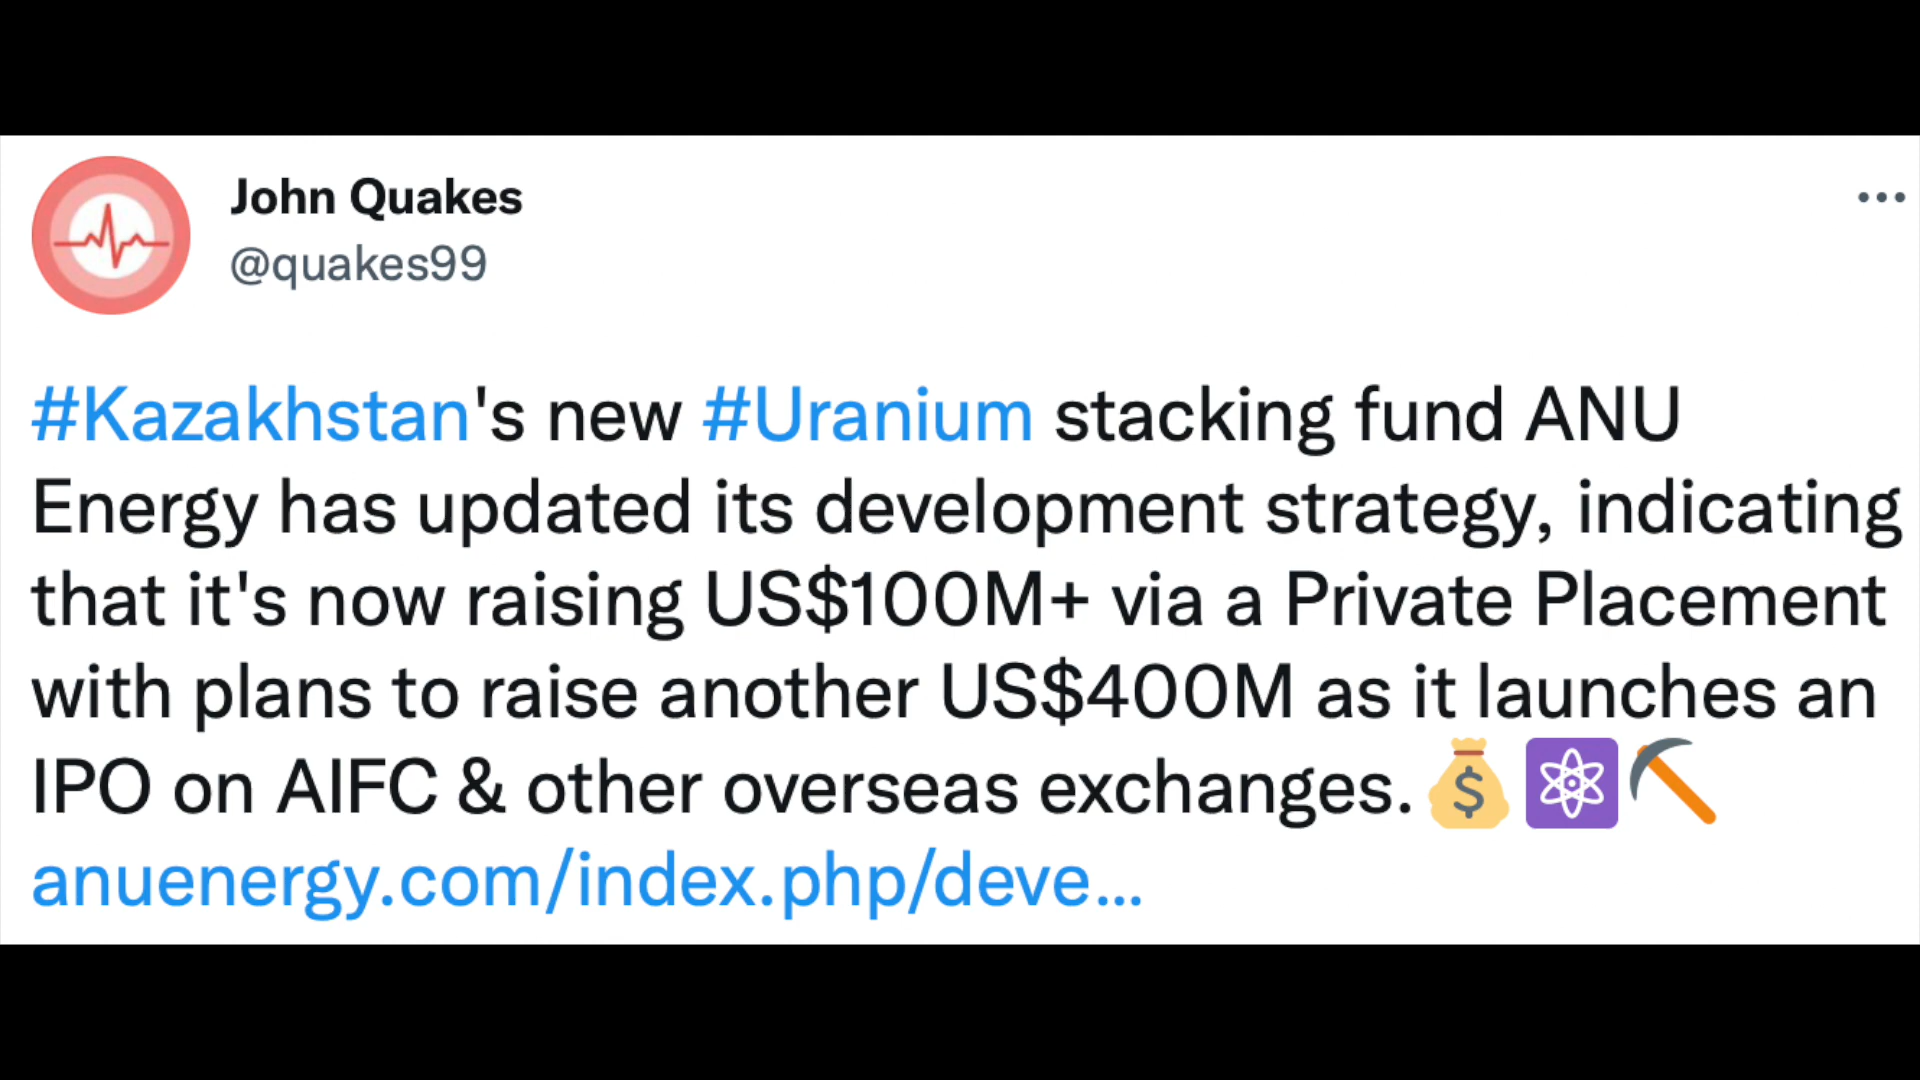 John Quakes
@quakes99
#Kazakhstan's new #Uranium stacking fund ANU
Energy has updated its development strategy, indicating
that it's now raising US$100M+ via a Private Placement
with plans to raise another US$400M as it launches an
IPO on AIFC & other overseas exchanges.💰⚛️⛏️
anuenergy.com/index.php/deve...